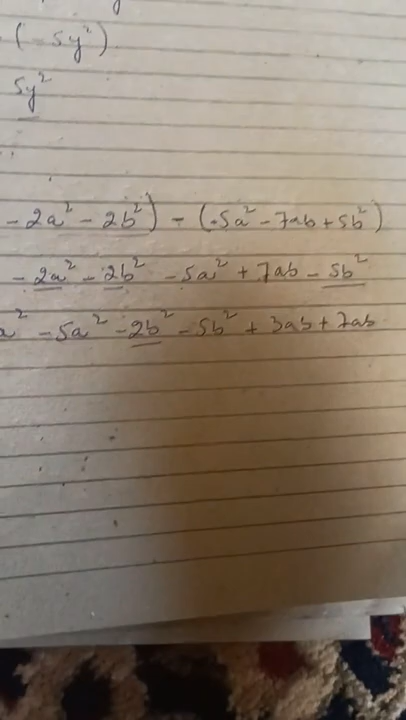 (-5y²)
5y²
- 2a² - 2b²) - (-5a² - 7ab + 5b²)
- 2a² - 2b² - 5a² + 7ab - 5b²
a² - 5a² - 2b² - 5b² + 3ab + 7ab